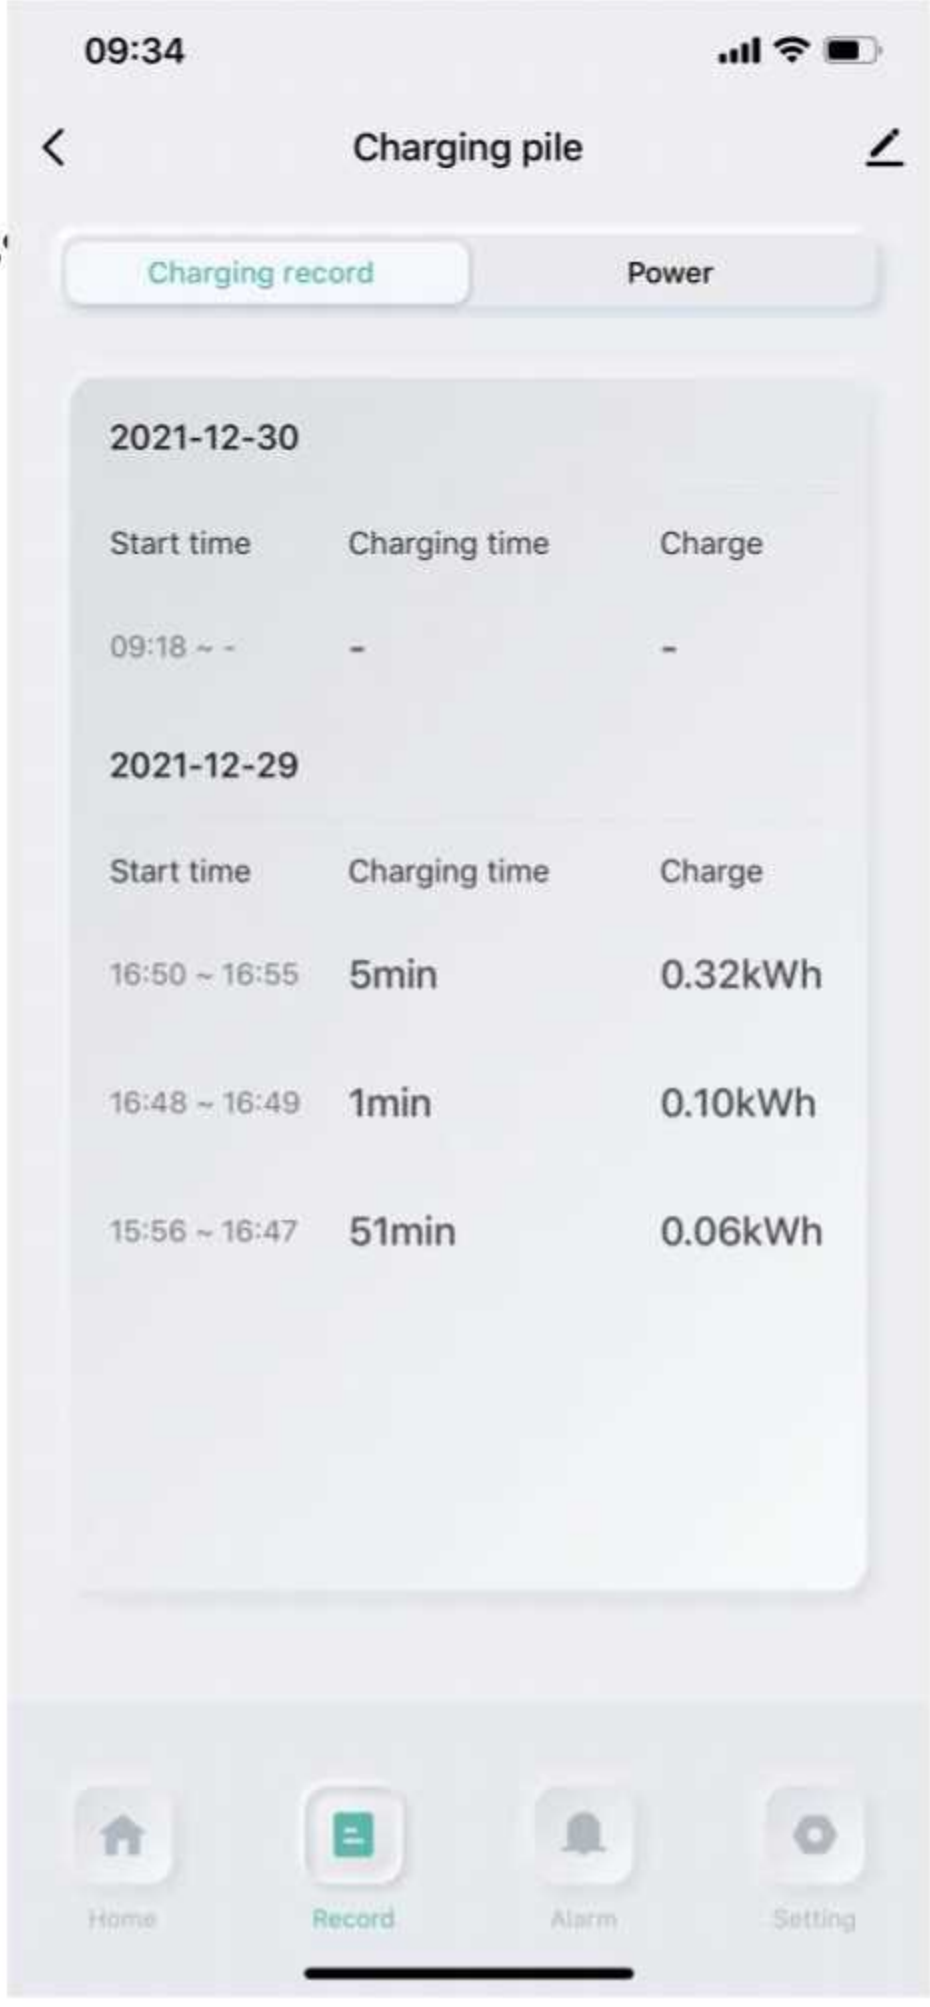 09:34
Charging pile
Charging record Power
2021-12-30
Start time Charging time Charge
09:18 ~ - - -
2021-12-29
Start time Charging time Charge
16:50 ~ 16:55 5min 0.32kWh
16:48 ~ 16:49 1min 0.10kWh
15:56 ~ 16:47 51min 0.06kWh
Home Record Alarm Setting